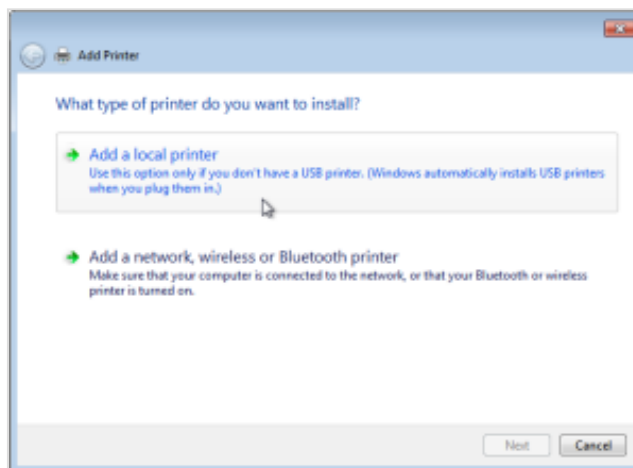 Add Printer
What type of printer do you want to install?
Add a local printer
Use this option only if you don't have a USB printer. (Windows automatically installs USB printers
when you plug them in.)
Add a network, wireless or Bluetooth printer
Make sure that your computer is connected to the network, or that your Bluetooth or wireless
printer is turned on.
Next
Cancel